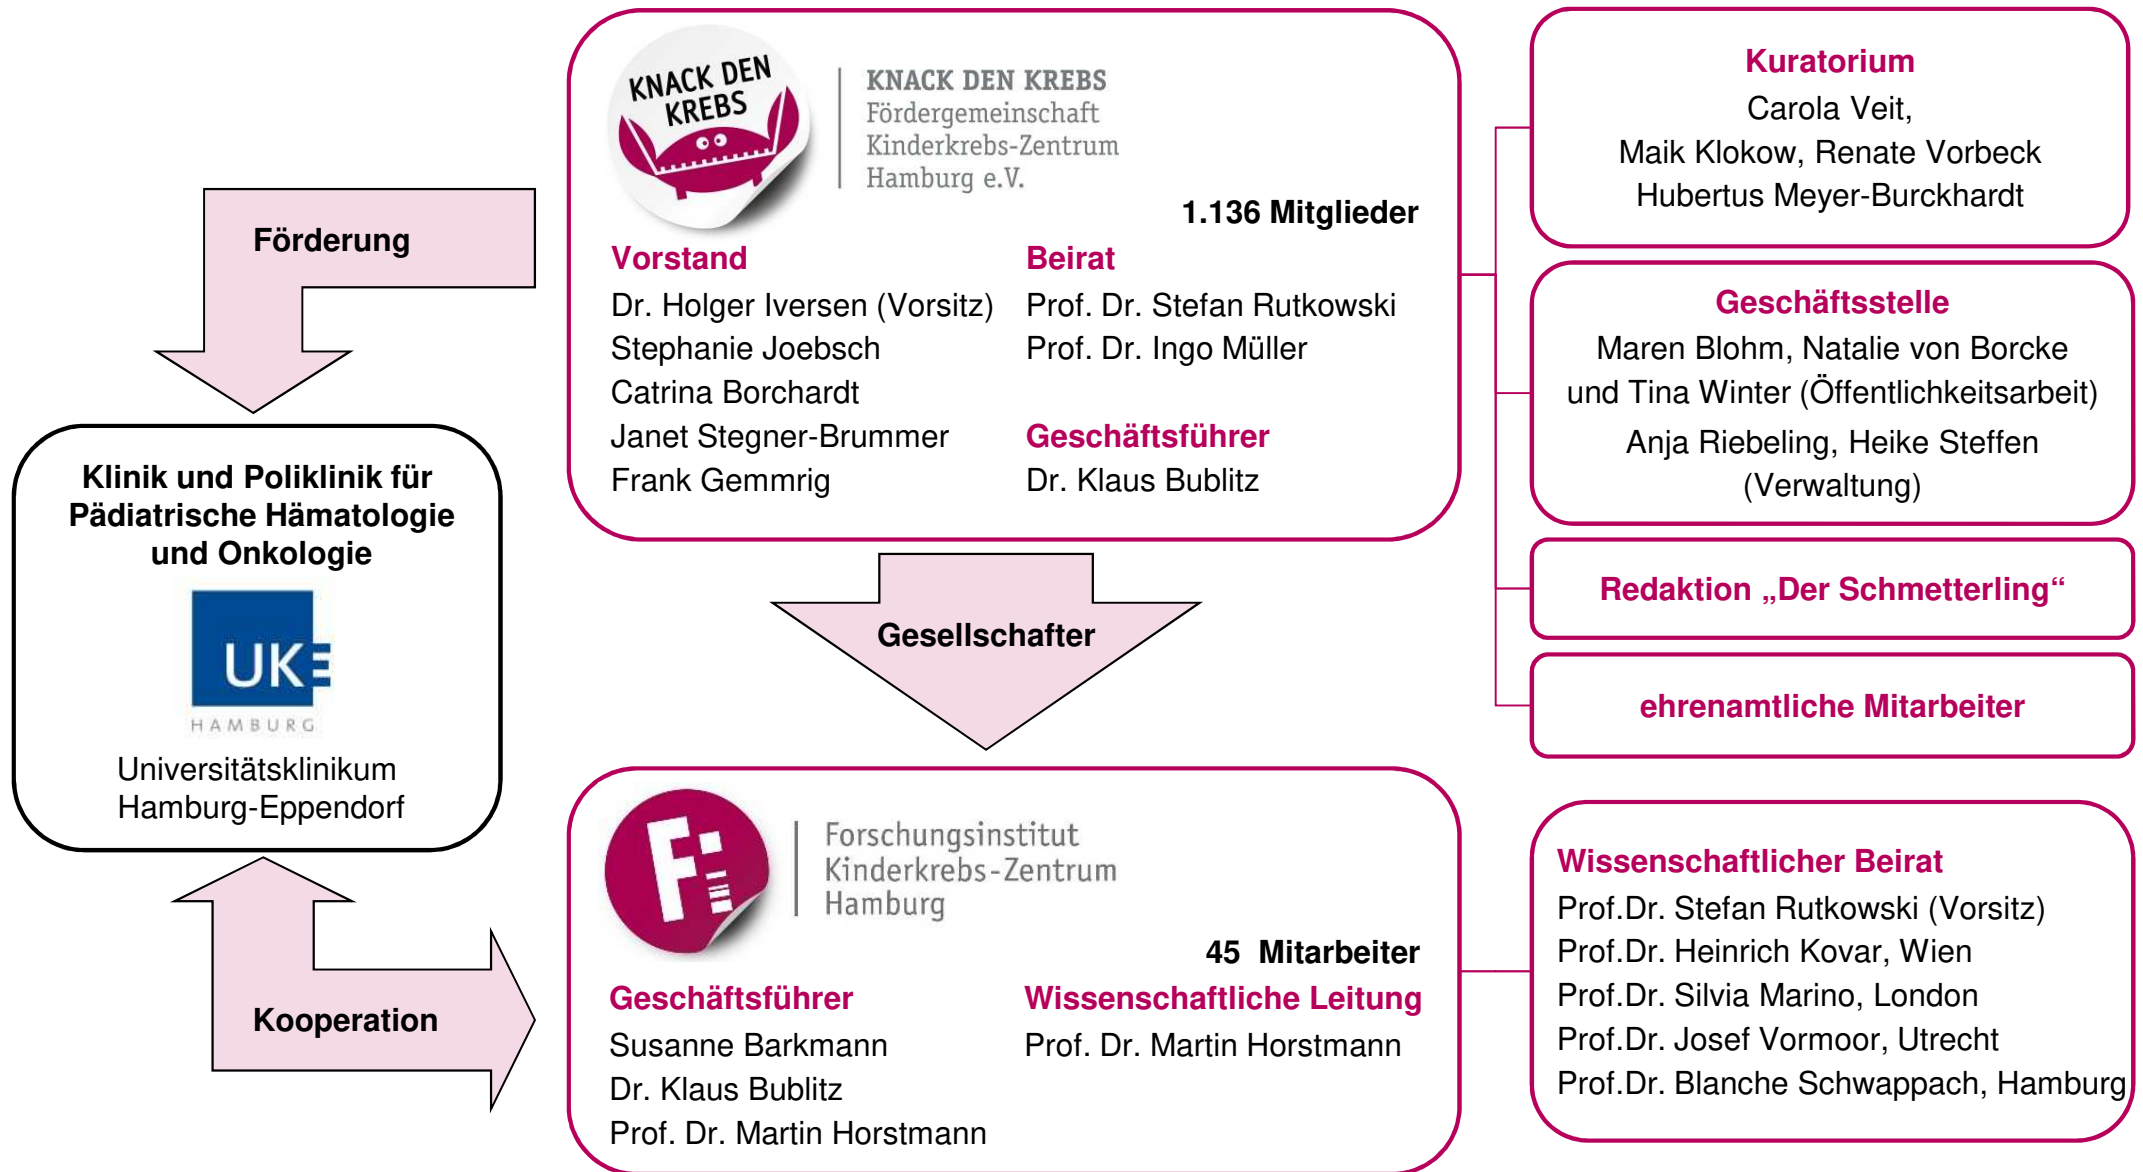 KNACK DEN
KREBS
KNACK DEN KREBS
Fördergemeinschaft
Kinderkrebs-Zentrum
Hamburg e.V.
1.136 Mitglieder
Vorstand
Dr. Holger Iversen (Vorsitz)
Stephanie Joebsch
Catrina Borchardt
Janet Stegner-Brummer
Frank Gemmrig
Beirat
Prof. Dr. Stefan Rutkowski
Prof. Dr. Ingo Müller
Geschäftsführer
Dr. Klaus Bublitz
Kuratorium
Carola Veit,
Maik Klokow, Renate Vorbeck
Hubertus Meyer-Burckhardt
Geschäftsstelle
Maren Blohm, Natalie von Borcke
und Tina Winter (Öffentlichkeitsarbeit)
Anja Riebeling, Heike Steffen
(Verwaltung)
Redaktion „Der Schmetterling“
ehrenamtliche Mitarbeiter
Förderung
Klinik und Poliklinik für
Pädiatrische Hämatologie
und Onkologie
UKE
HAMBURG
Universitätsklinikum
Hamburg-Eppendorf
Gesellschafter
Kooperation
F
Forschungsinstitut
Kinderkrebs-Zentrum
Hamburg
45 Mitarbeiter
Geschäftsführer
Susanne Barkmann
Dr. Klaus Bublitz
Prof. Dr. Martin Horstmann
Wissenschaftliche Leitung
Prof. Dr. Martin Horstmann
Wissenschaftlicher Beirat
Prof.Dr. Stefan Rutkowski (Vorsitz)
Prof.Dr. Heinrich Kovar, Wien
Prof.Dr. Silvia Marino, London
Prof.Dr. Josef Vormoor, Utrecht
Prof.Dr. Blanche Schwappach, Hamburg